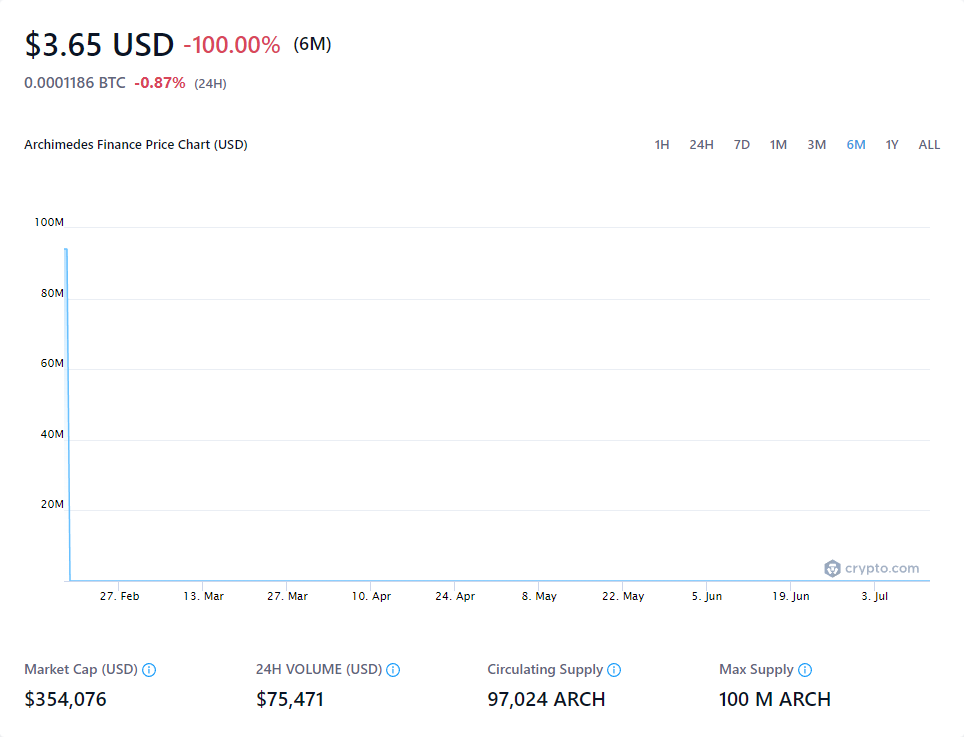 $3.65 USD -100.00% (6M)
0.0001186 BTC -0.87% (24H)
Archimedes Finance Price Chart (USD) 1H 24H 7D 1M 3M 6M 1Y ALL
100M
80M
60M
40M
20M
crypto.com
27. Feb 13. Mar 27. Mar 10. Apr 24. Apr 8. May 22. May 5. Jun 19. Jun 3. Jul
Market Cap (USD) 24H VOLUME (USD) Circulating Supply Max Supply
$354,076 $75,471 97,024 ARCH 100 M ARCH